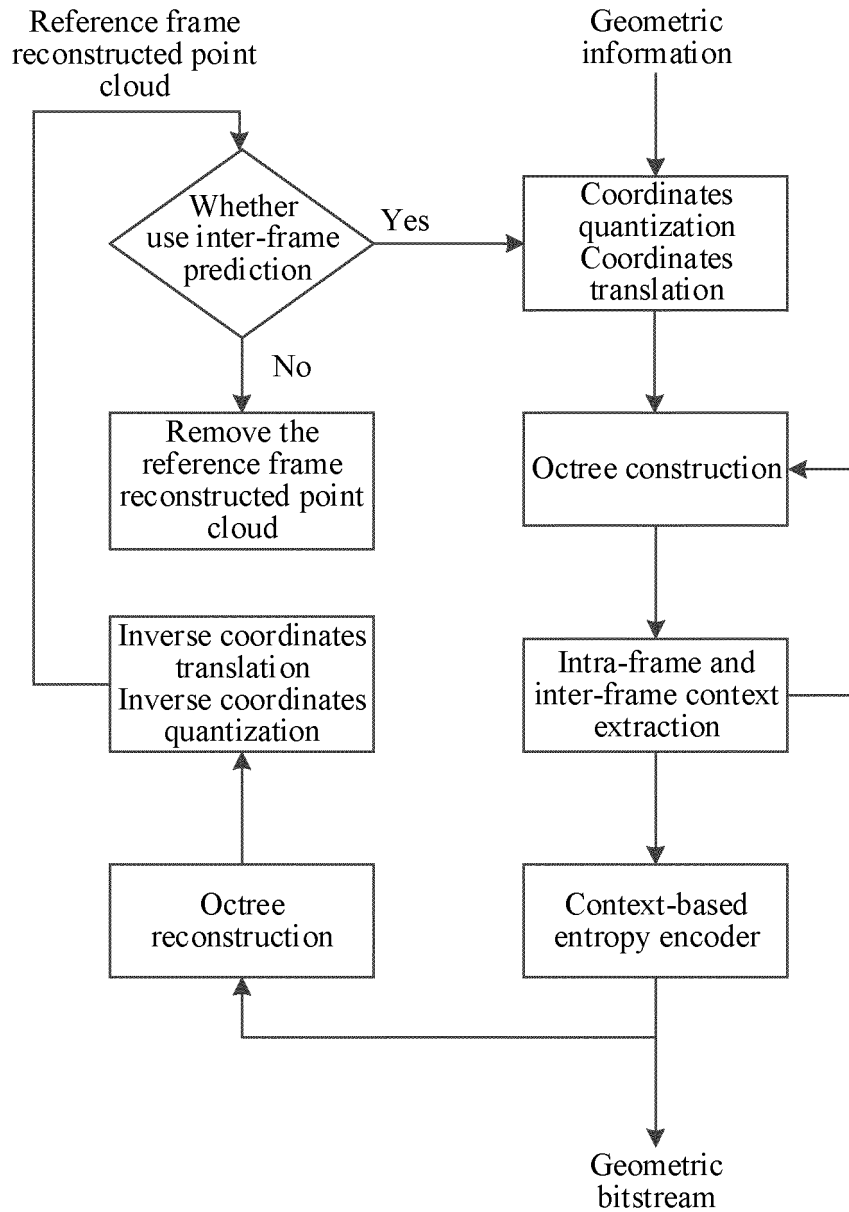 Reference frame
reconstructed point
cloud
Geometric
information
Whether
use inter-frame
prediction
Yes
Coordinates
quantization
Coordinates
translation
No
Remove the
reference frame
reconstructed point
cloud
Octree construction
Inverse coordinates
translation
Inverse coordinates
quantization
Intra-frame and
inter-frame context
extraction
Octree
reconstruction
Context-based
entropy encoder
Geometric
bitstream